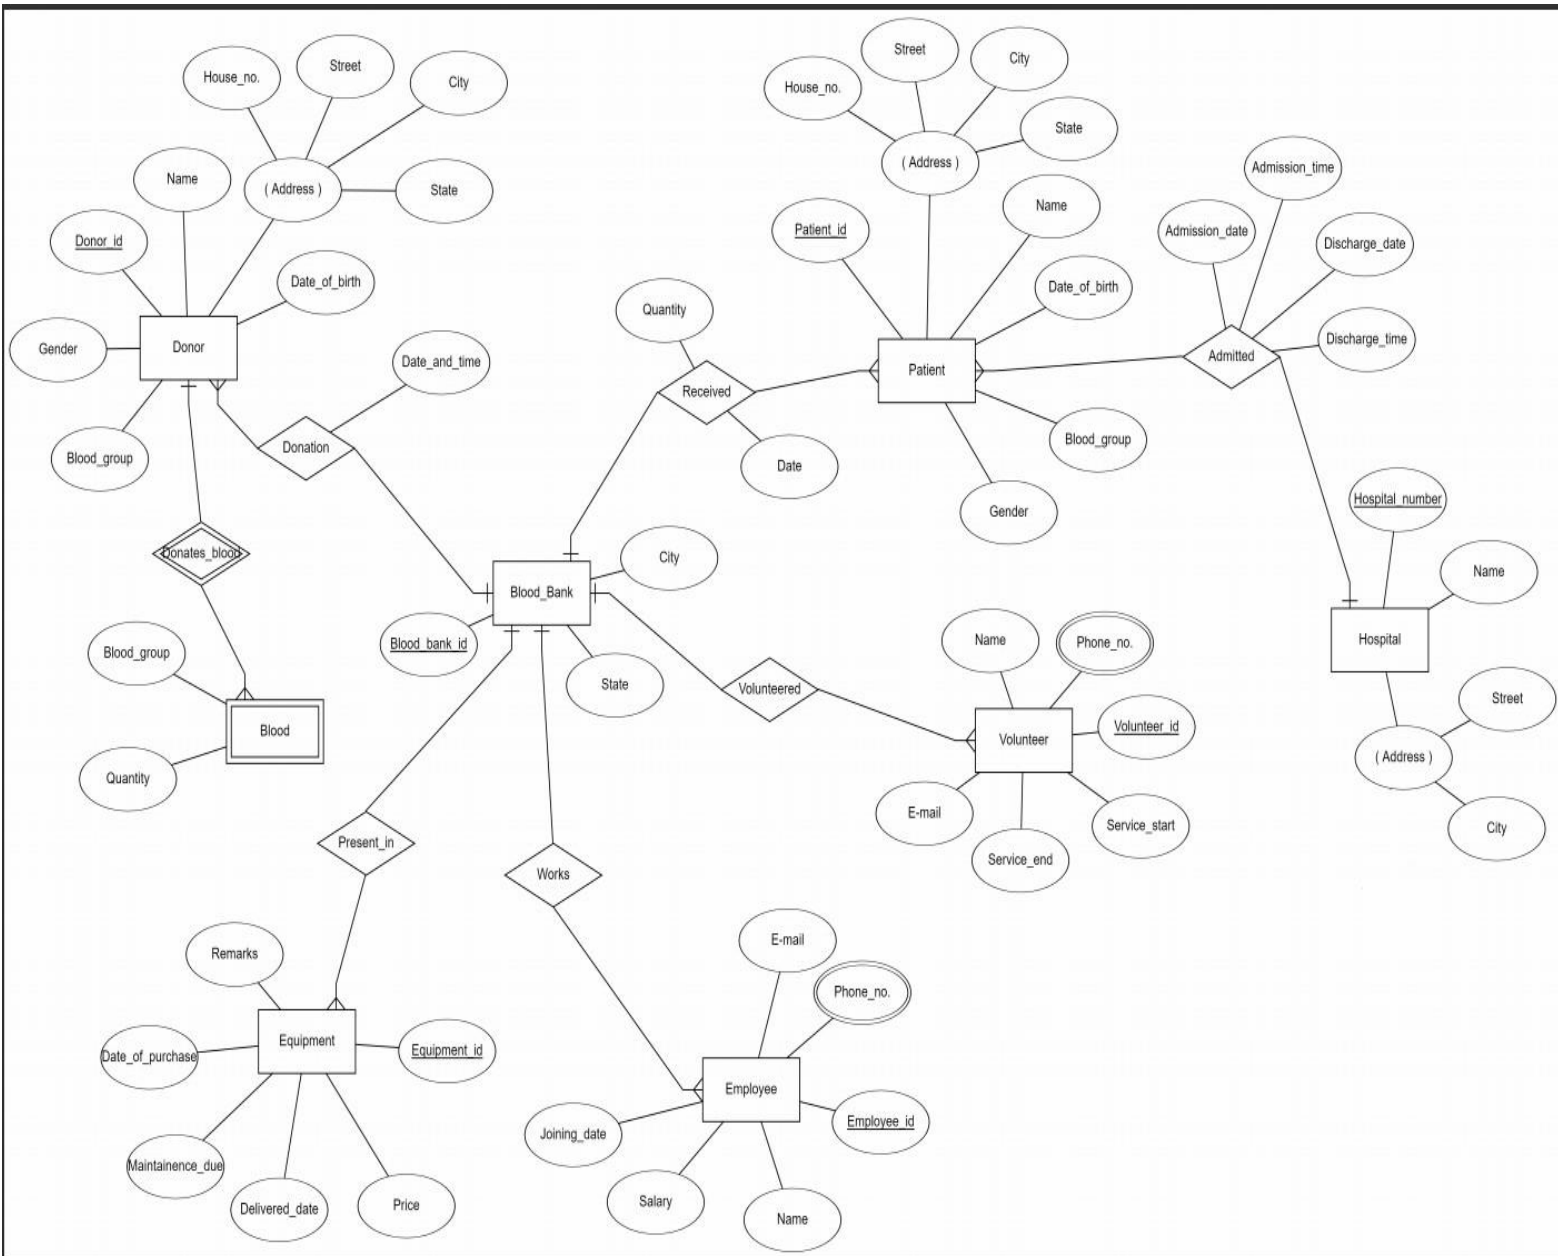 Street
City
House_no.
Name
( Address )
State
Donor_id
Date_of_birth
Gender
Donor
Blood_group
Date_and_time
Donation
Donates_blood
Blood_group
Blood
Quantity
Street
City
House_no.
State
( Address )
Patient_id
Name
Date_of_birth
Patient
Blood_group
Gender
Quantity
Received
Date
Admission_time
Admission_date
Discharge_date
Discharge_time
Admitted
Hospital_number
Name
Hospital
Street
( Address )
City
Blood_Bank
City
Blood_bank_id
State
Volunteered
Name
Phone_no.
Volunteer
Volunteer_id
E-mail
Service_start
Service_end
Present_in
Works
Remarks
Date_of_purchase
Equipment
Equipment_id
Maintainence_due
Delivered_date
Price
E-mail
Phone_no.
Employee
Employee_id
Joining_date
Salary
Name